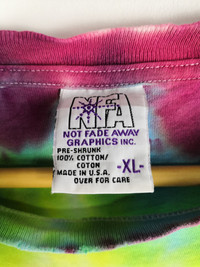 NFA
NOT FADE AWAY
GRAPHICS INC.
PRE-SHRUNK
100% COTTON/
COTON
-XL-
MADE IN U.S.A.
OVER FOR CARE